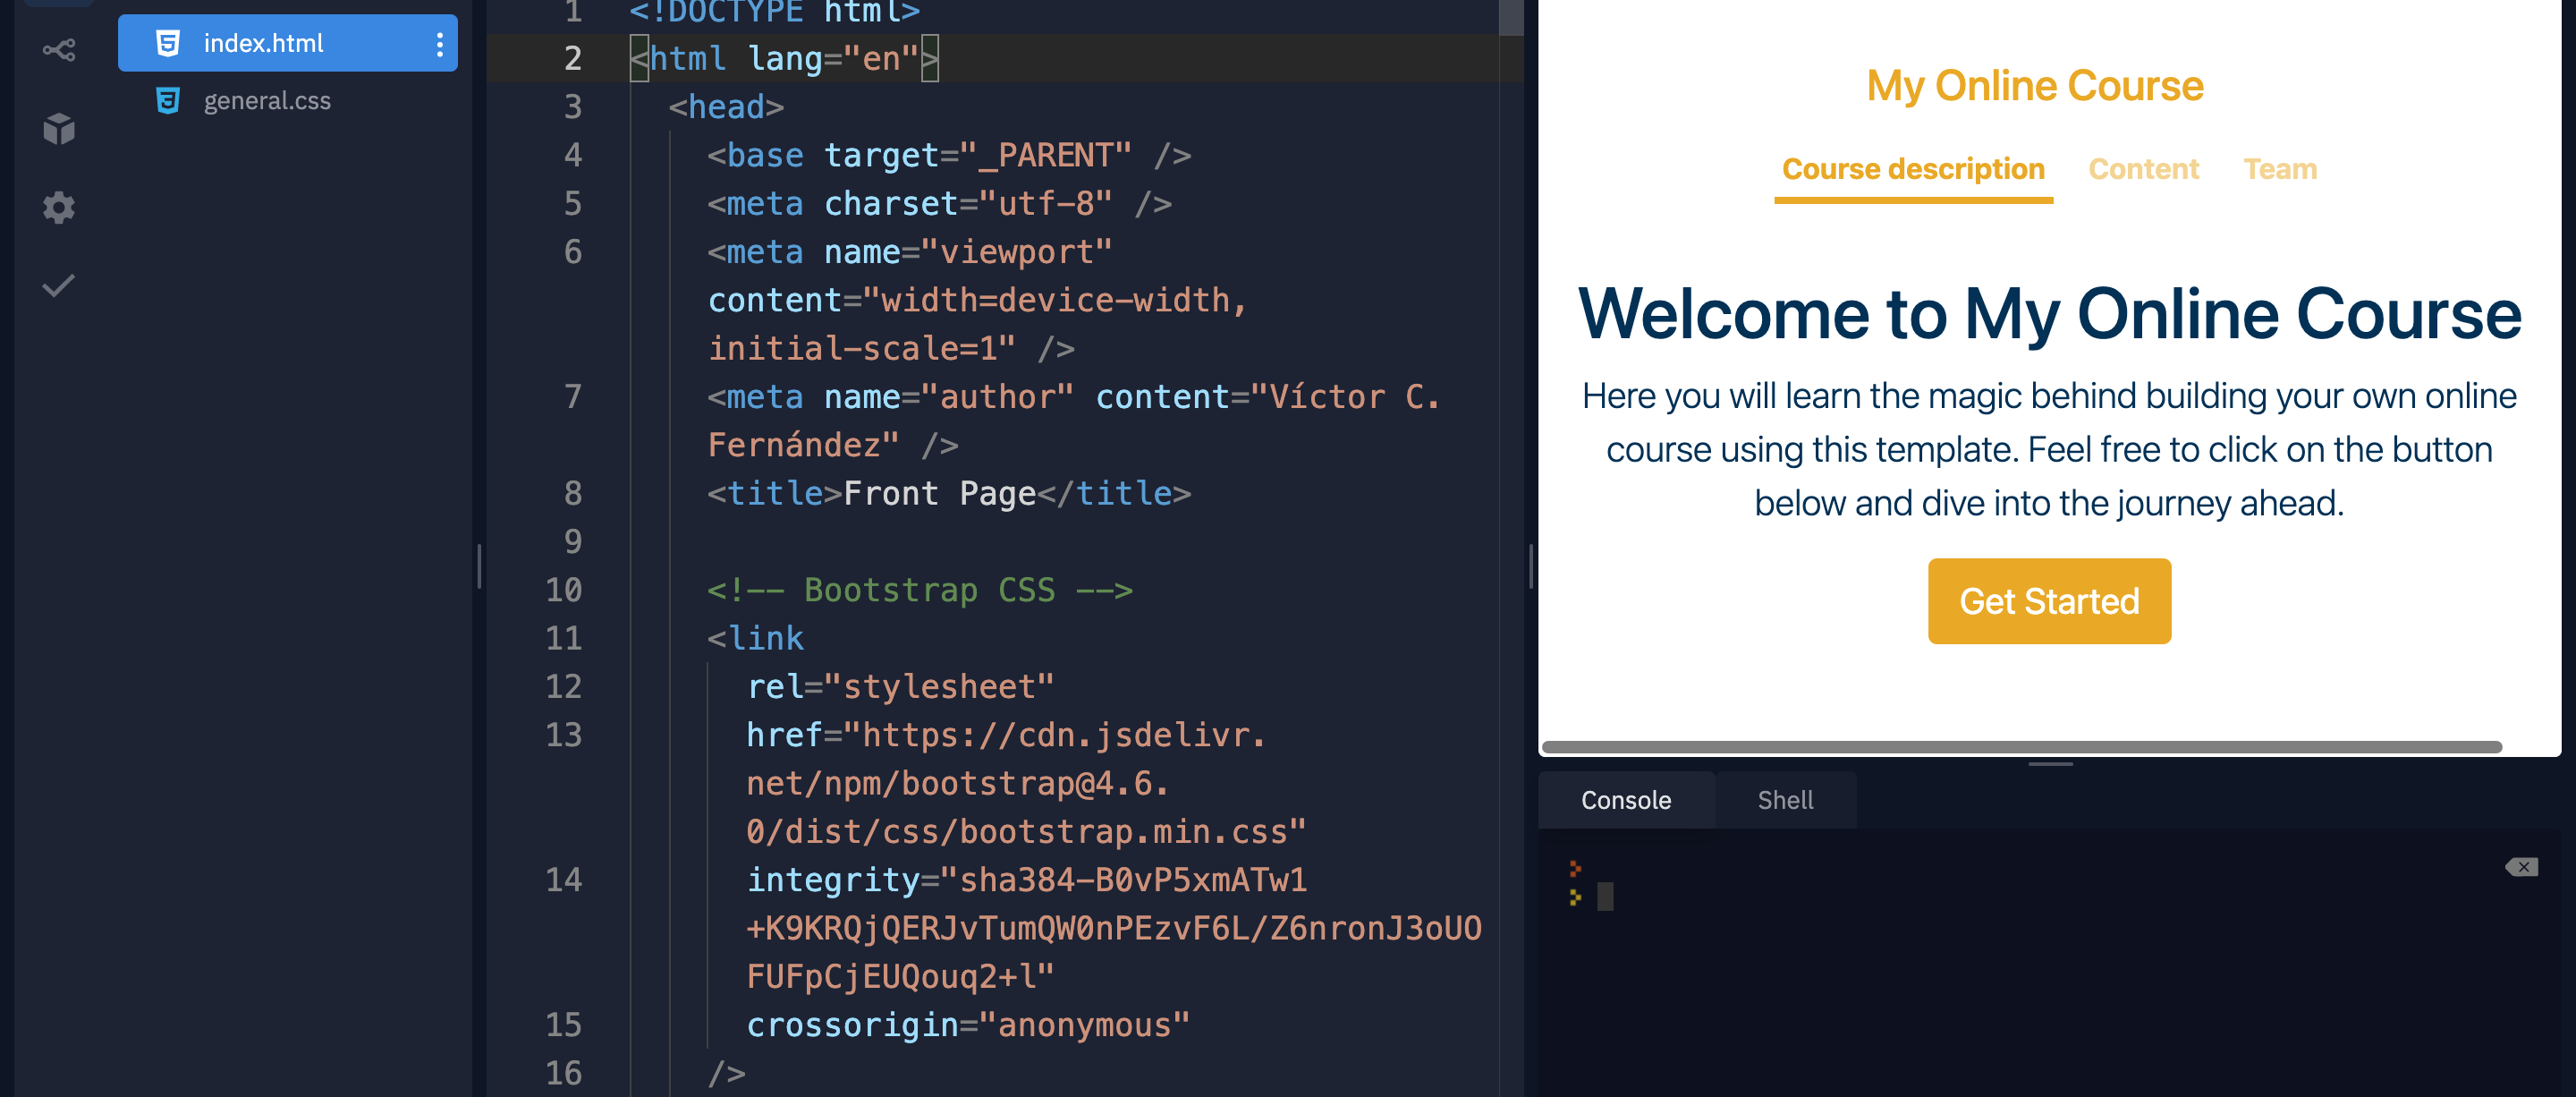 index.html
general.css
1 <!DOCTYPE html>
2 <html lang="en">
3 <head>
4 <base target="_PARENT" />
5 <meta charset="utf-8" />
6 <meta name="viewport"
content="width=device-width,
initial-scale=1" />
7 <meta name="author" content="Víctor C.
Fernández" />
8 <title>Front Page</title>
9
10 <!-- Bootstrap CSS -->
11 <link
12 rel="stylesheet"
13 href="https://cdn.jsdelivr.
net/npm/bootstrap@4.6.
0/dist/css/bootstrap.min.css"
14 integrity="sha384-B0vP5xmATw1
+K9KRQjQERJvTumQW0nPEzvF6L/Z6nronJ3oUO
FUFpCjEUQouq2+l"
15 crossorigin="anonymous"
16 />
My Online Course
Course description Content Team
Welcome to My Online Course
Here you will learn the magic behind building your own online
course using this template. Feel free to click on the button
below and dive into the journey ahead.
Get Started
Console Shell